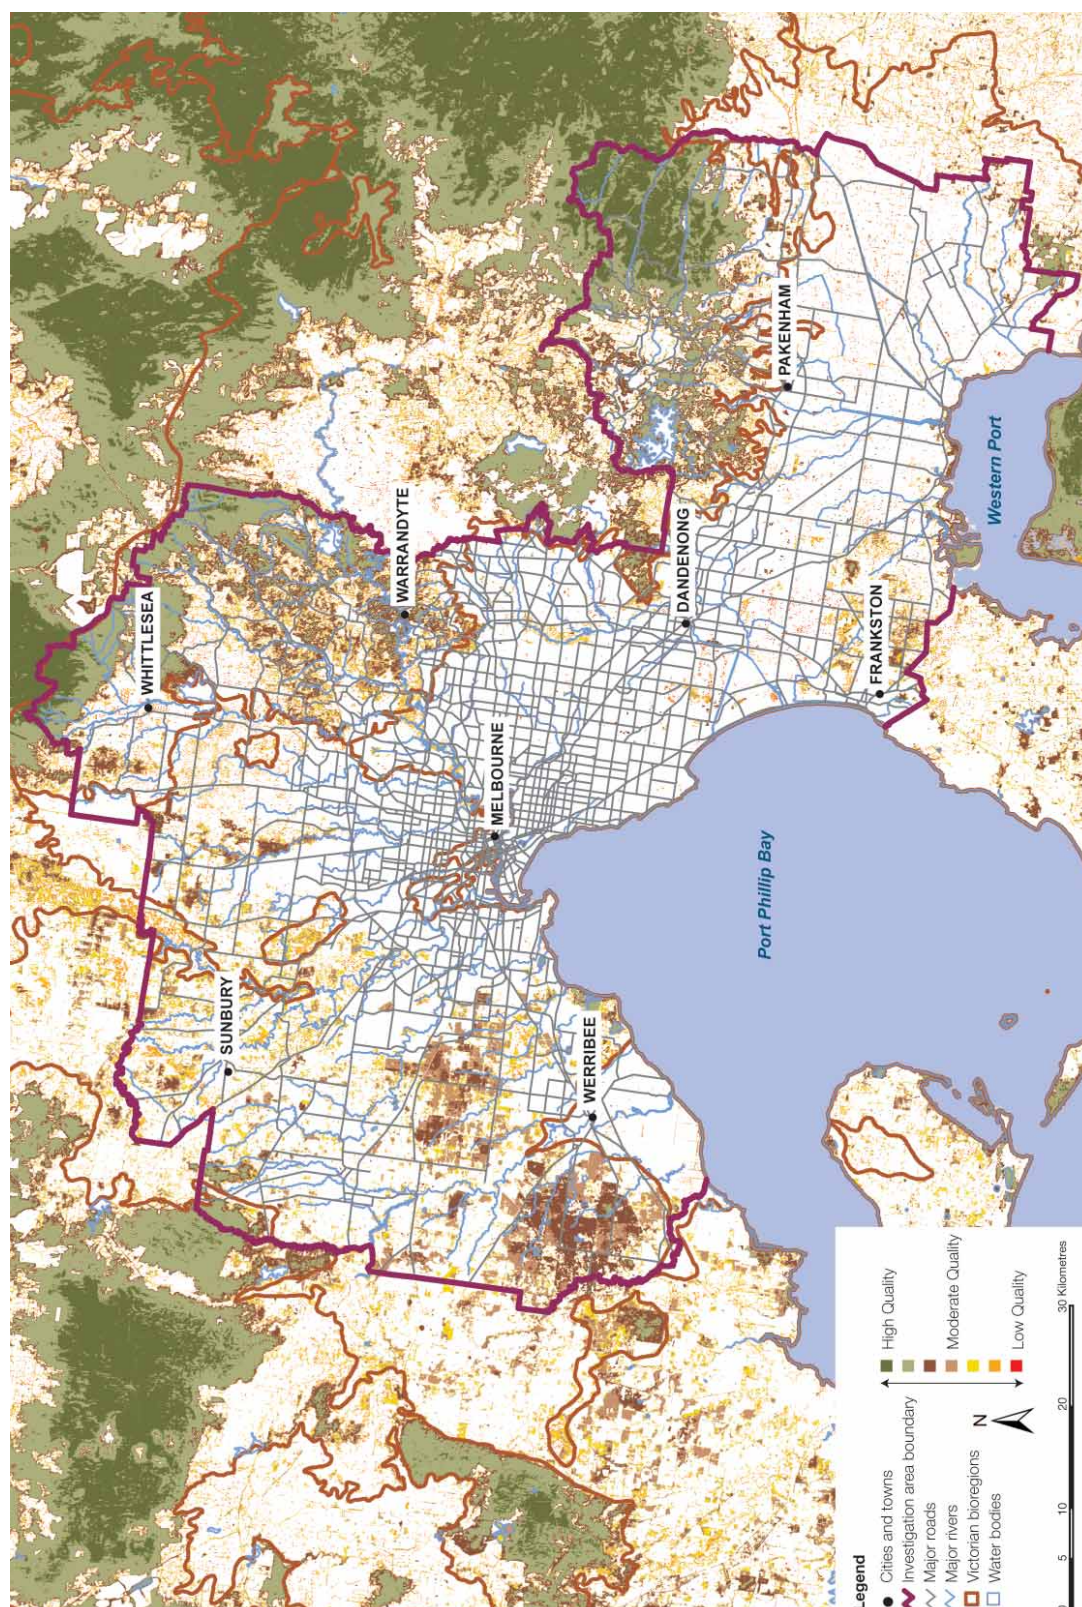 WHITTLESEA
SUNBURY
WARRANDYTE
MELBOURNE
WERRIBEE
DANDENONG
PAKENHAM
FRANKSTON
Port Phillip Bay
Western Port
Legend
Cities and towns
Investigation area boundary
Major roads
Major rivers
Victorian bioregions
Water bodies
High Quality
Moderate Quality
Low Quality
N
0 5 10 20 30 Kilometres